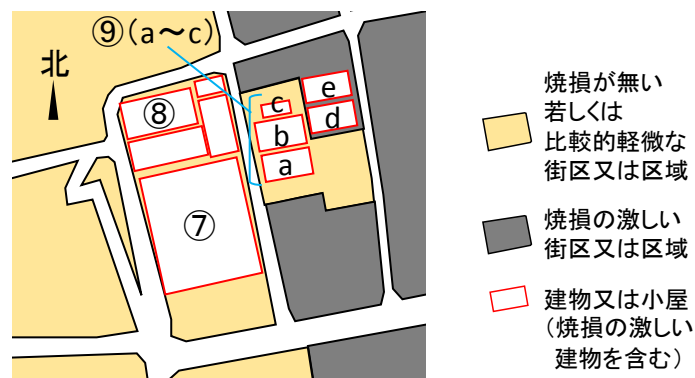 ⑨(a～c)
北
⑧
c
e
b
d
a
⑦
焼損が無い
若しくは
比較的軽微な
街区又は区域
焼損の激しい
街区又は区域
建物又は小屋
(焼損の激しい
建物を含む)